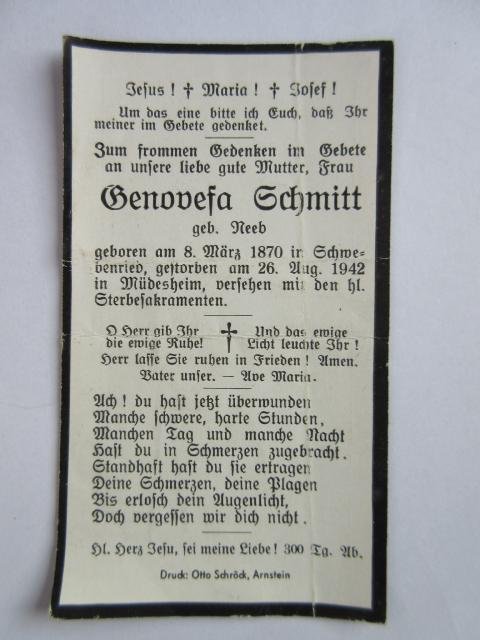 Jesus! ✝ Maria! ✝ Josef!
Um das eine bitte ich Euch, daß Ihr
meiner im Gebete gedenket.
Zum frommen Gedenken im Gebete
an unsere liebe gute Mutter, Frau
Genovefa Schmitt
geb. Neeb
geboren am 8. März 1870 in Schwe-
benried, gestorben am 26. Aug. 1942
in Müdesheim, versehen mit den hl.
Sterbesakramenten.
O Herr gib Ihr
die ewige Ruhe!
✝
Und das ewige
Licht leuchte Ihr!
Herr lasse Sie ruhen in Frieden! Amen.
Vater unser. — Ave Maria.
Ach! du hast jetzt überwunden
Manche schwere, harte Stunden,
Manchen Tag und manche Nacht
Hast du in Schmerzen zugebracht.
Standhaft hast du sie ertragen
Deine Schmerzen, deine Plagen
Bis erlosch dein Augenlicht,
Doch vergessen wir dich nicht.
Hl. Herz Jesu, sei meine Liebe! 300 Tg. Ab.
Druck: Otto Schröck, Arnstein